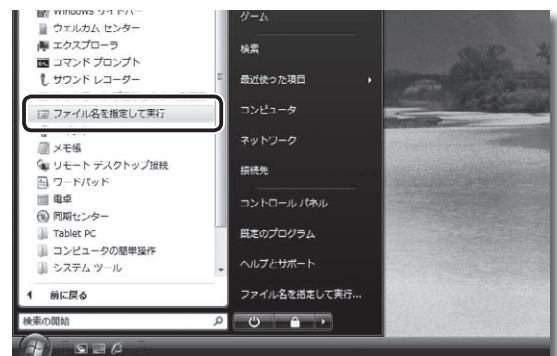 ウェルカム センター
エクスプローラ
コマンド プロンプト
サウンド レコーダー
ファイル名を指定して実行
メモ帳
リモート デスクトップ接続
ワードパッド
電卓
同期センター
Tablet PC
コンピュータの簡単操作
システム ツール
前に戻る
検索の開始
ゲーム
検索
最近使った項目
コンピュータ
ネットワーク
接続先
コントロール パネル
既定のプログラム
ヘルプとサポート
ファイル名を指定して実行...